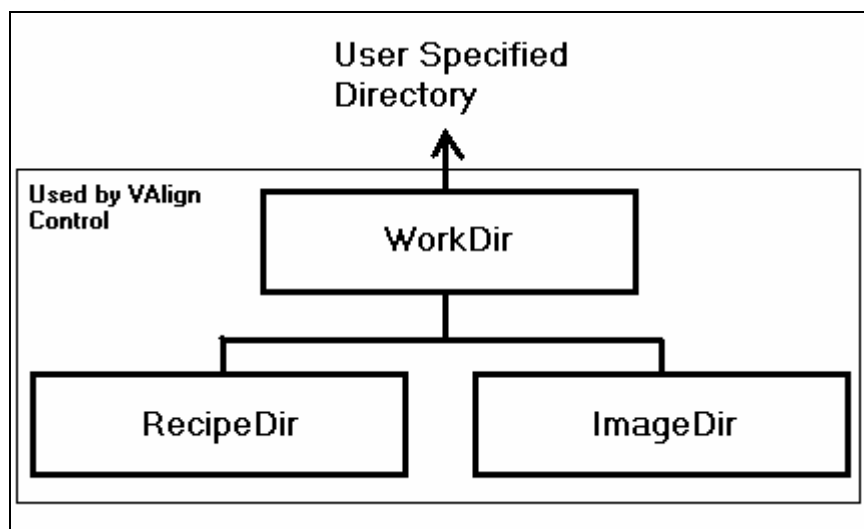 User Specified
Directory
Used by VAlign
Control
WorkDir
RecipeDir
ImageDir